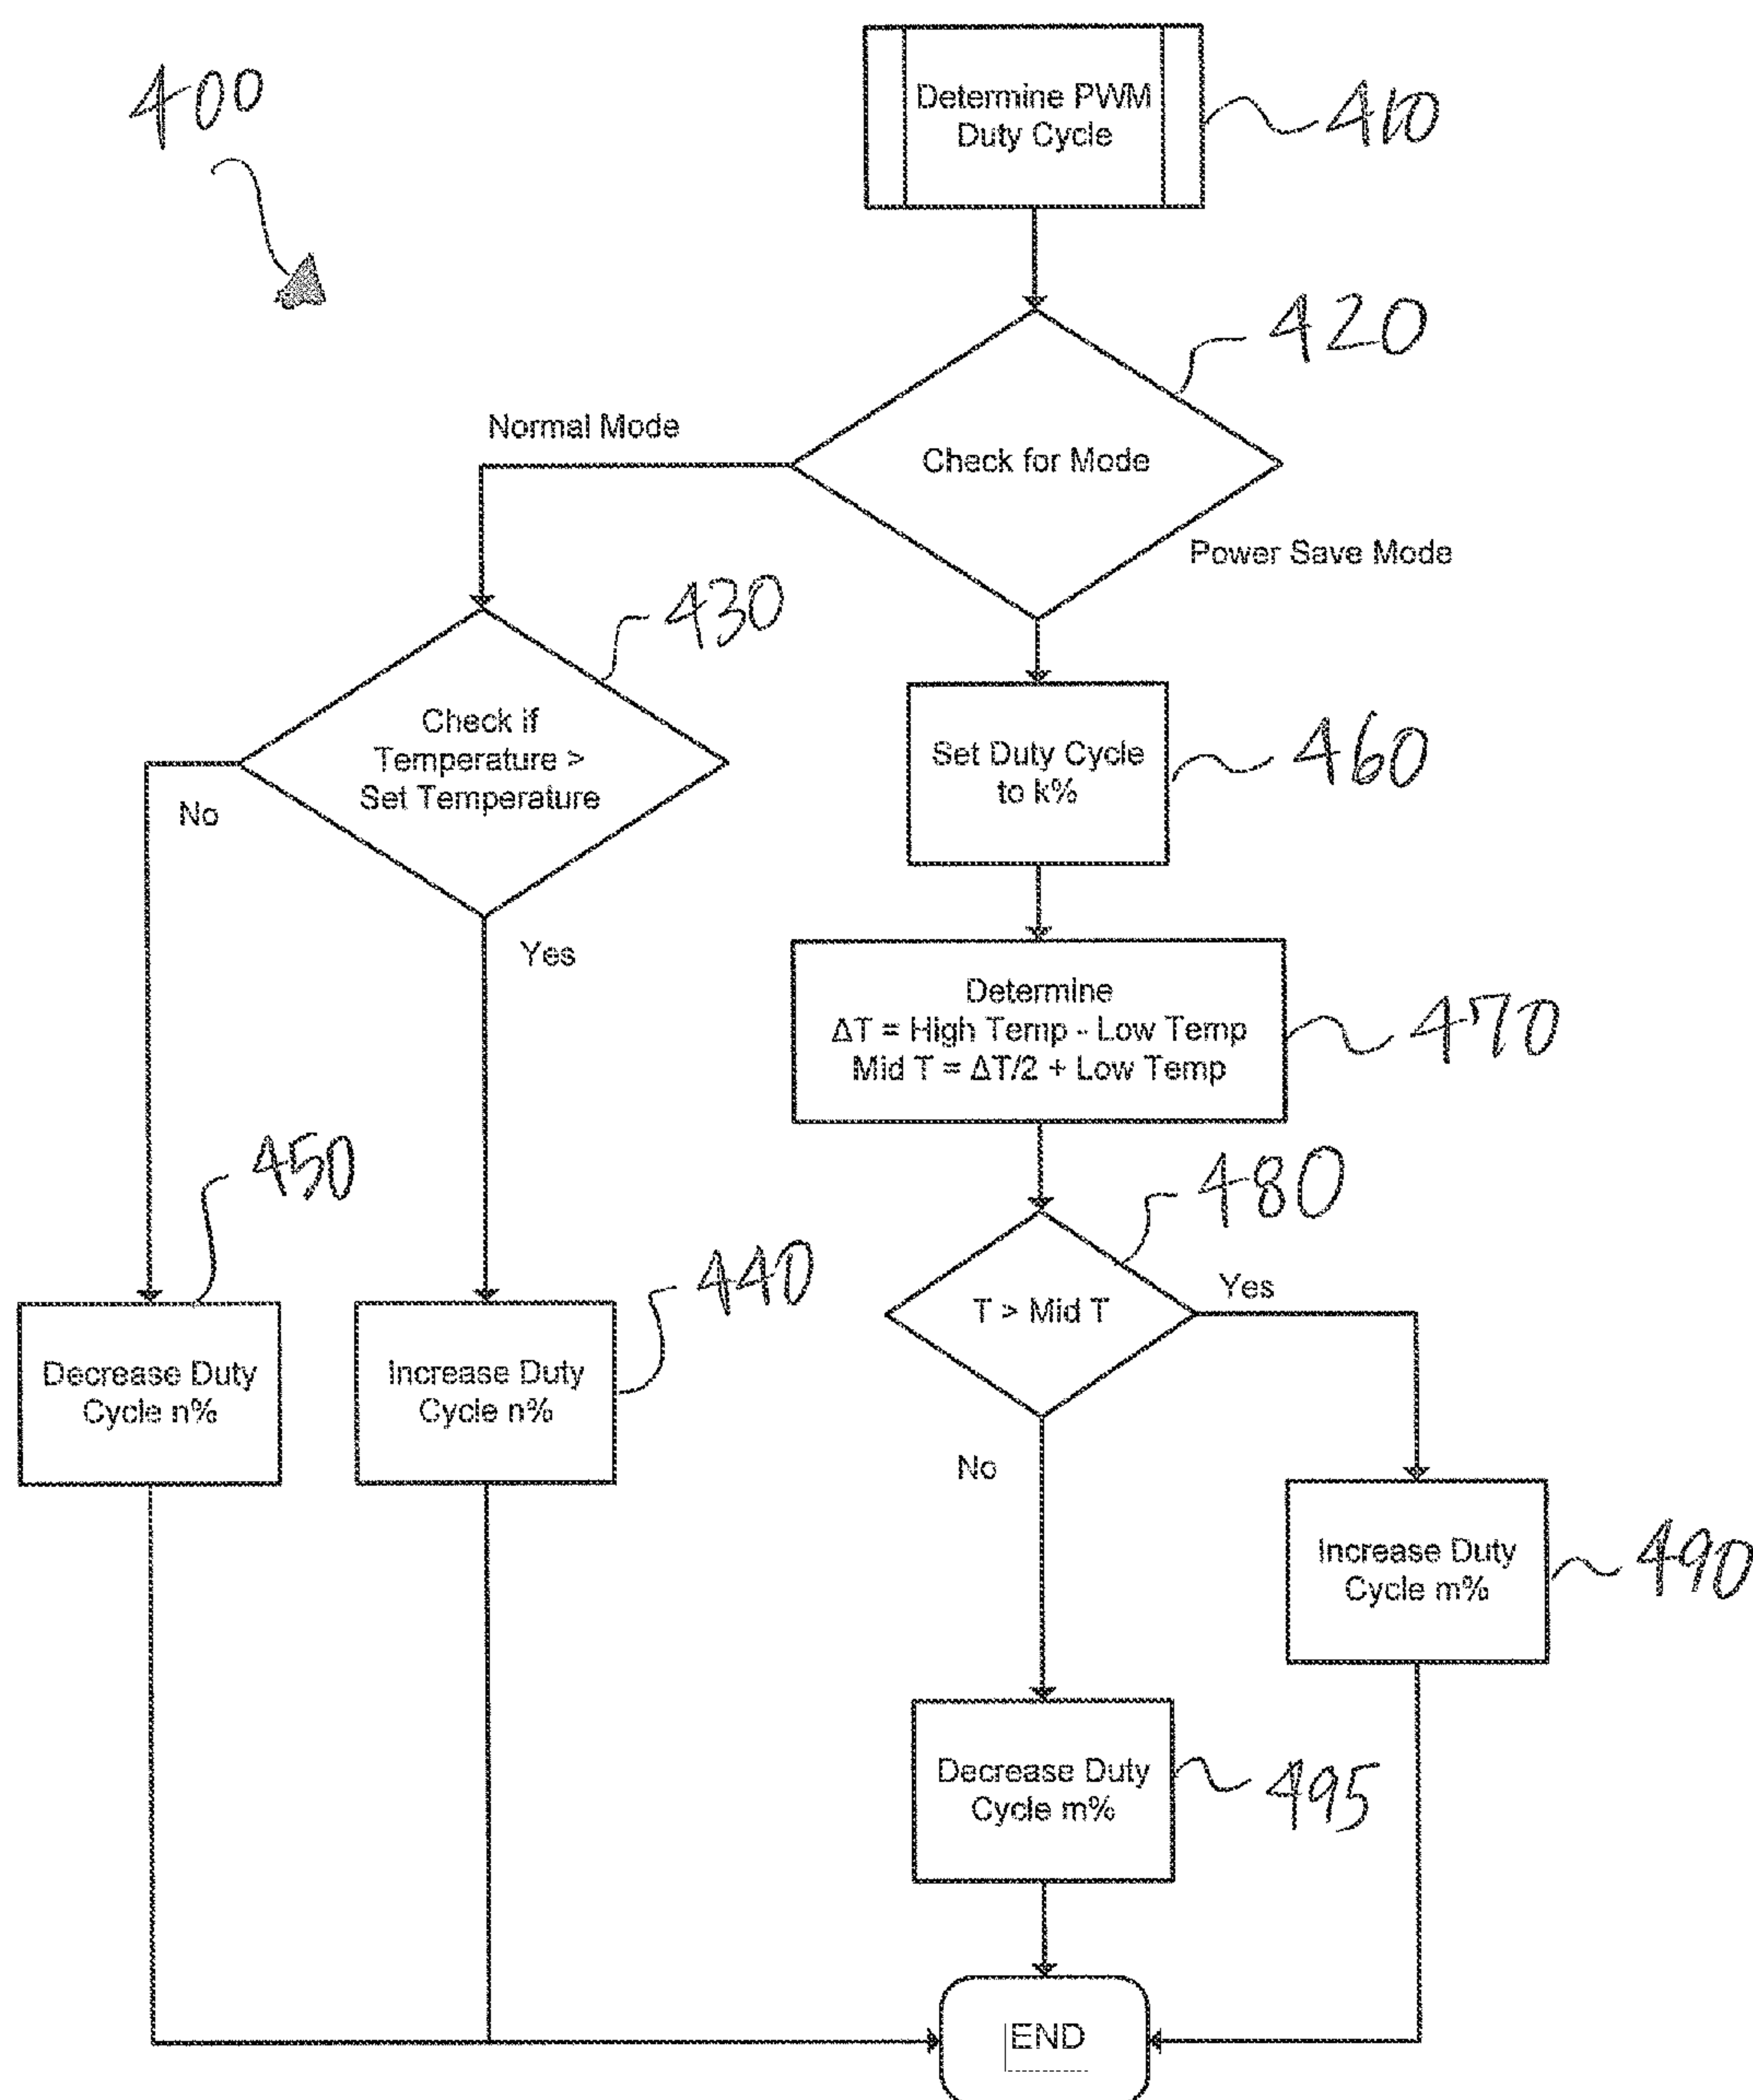 400
Determine PWM
Duty Cycle
410
420
Check for Mode
Normal Mode
Power Save Mode
430
Check if
Temperature >
Set Temperature
No
Yes
Set Duty Cycle
to k%
460
Determine
ΔT = High Temp - Low Temp
Mid T = ΔT/2 + Low Temp
470
480
T > Mid T
Yes
No
450
Decrease Duty
Cycle n%
440
Increase Duty
Cycle n%
Increase Duty
Cycle m%
490
Decrease Duty
Cycle m%
495
END